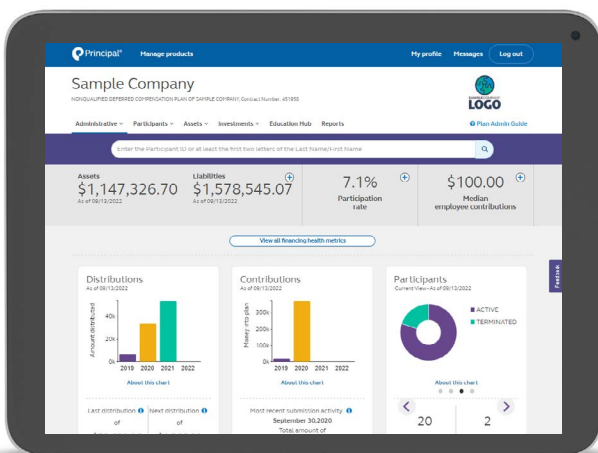 Principal® Manage products My profile Messages Log out
Sample Company
NONQUALIFIED DEFERRED COMPENSATION PLAN OF SAMPLE COMPANY, Contract Number: 451093
SAMPLE COMPANY
LOGO
Administrative Participants Assets Investments Education Hub Reports Plan Admin Guide
Enter the Participant ID or at least the first two letters of the Last Name/First Name
Assets
$1,147,326.70
As of 09/13/2022
Liabilities
$1,578,545.07
As of 09/13/2022
7.1%
Participation
rate
$100.00
Median
employee contributions
View all financing health metrics
Feedback
Distributions
As of 09/13/2022
Amount distributed
40k
20k
0k
2019 2020 2021 2022
About this chart
Last distribution
of
Next distribution
of
Contributions
As of 09/13/2022
Money into plan
300k
200k
100k
0k
2019 2020 2021 2022
About this chart
Most recent submission activity
September 30,2020
Total amount of
Participants
Current View - As of 09/13/2022
ACTIVE
TERMINATED
About this chart
20 2